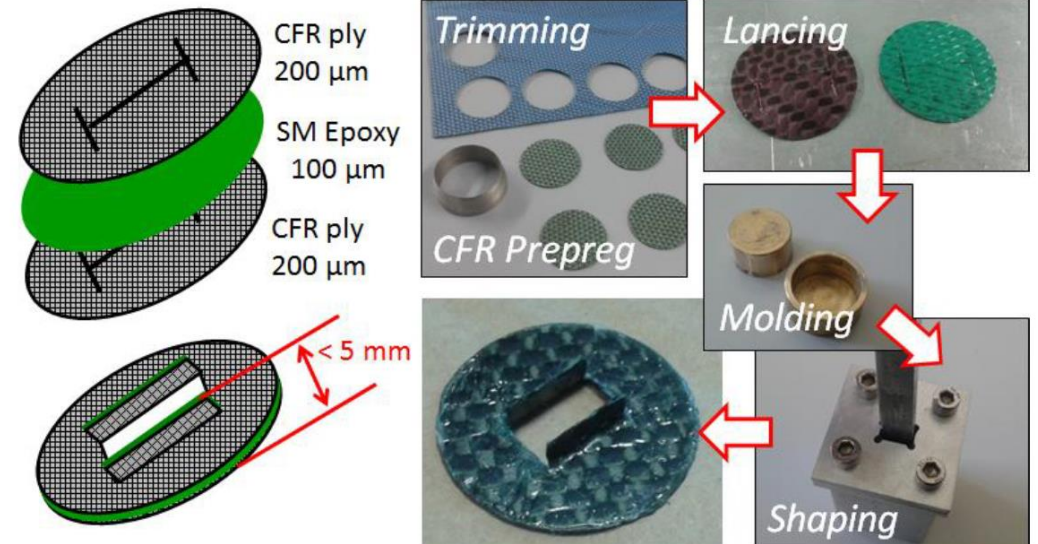 CFR ply
200 µm
SM Epoxy
100 µm
CFR ply
200 µm
< 5 mm
Trimming
CFR Prepreg
Lancing
Molding
Shaping